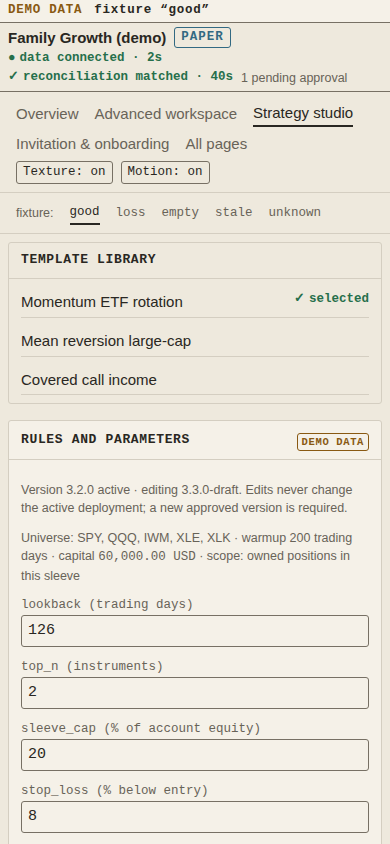 DEMO DATA fixture “good”
Family Growth (demo) PAPER
● data connected · 2s
✓ reconciliation matched · 40s 1 pending approval
Overview Advanced workspace Strategy studio
Invitation & onboarding All pages
Texture: on Motion: on
fixture: good loss empty stale unknown
TEMPLATE LIBRARY
Momentum ETF rotation ✓ selected
Mean reversion large-cap
Covered call income
RULES AND PARAMETERS DEMO DATA
Version 3.2.0 active · editing 3.3.0-draft. Edits never change
the active deployment; a new approved version is required.
Universe: SPY, QQQ, IWM, XLE, XLK · warmup 200 trading
days · capital 60,000.00 USD · scope: owned positions in
this sleeve
lookback (trading days)
126
top_n (instruments)
2
sleeve_cap (% of account equity)
20
stop_loss (% below entry)
8